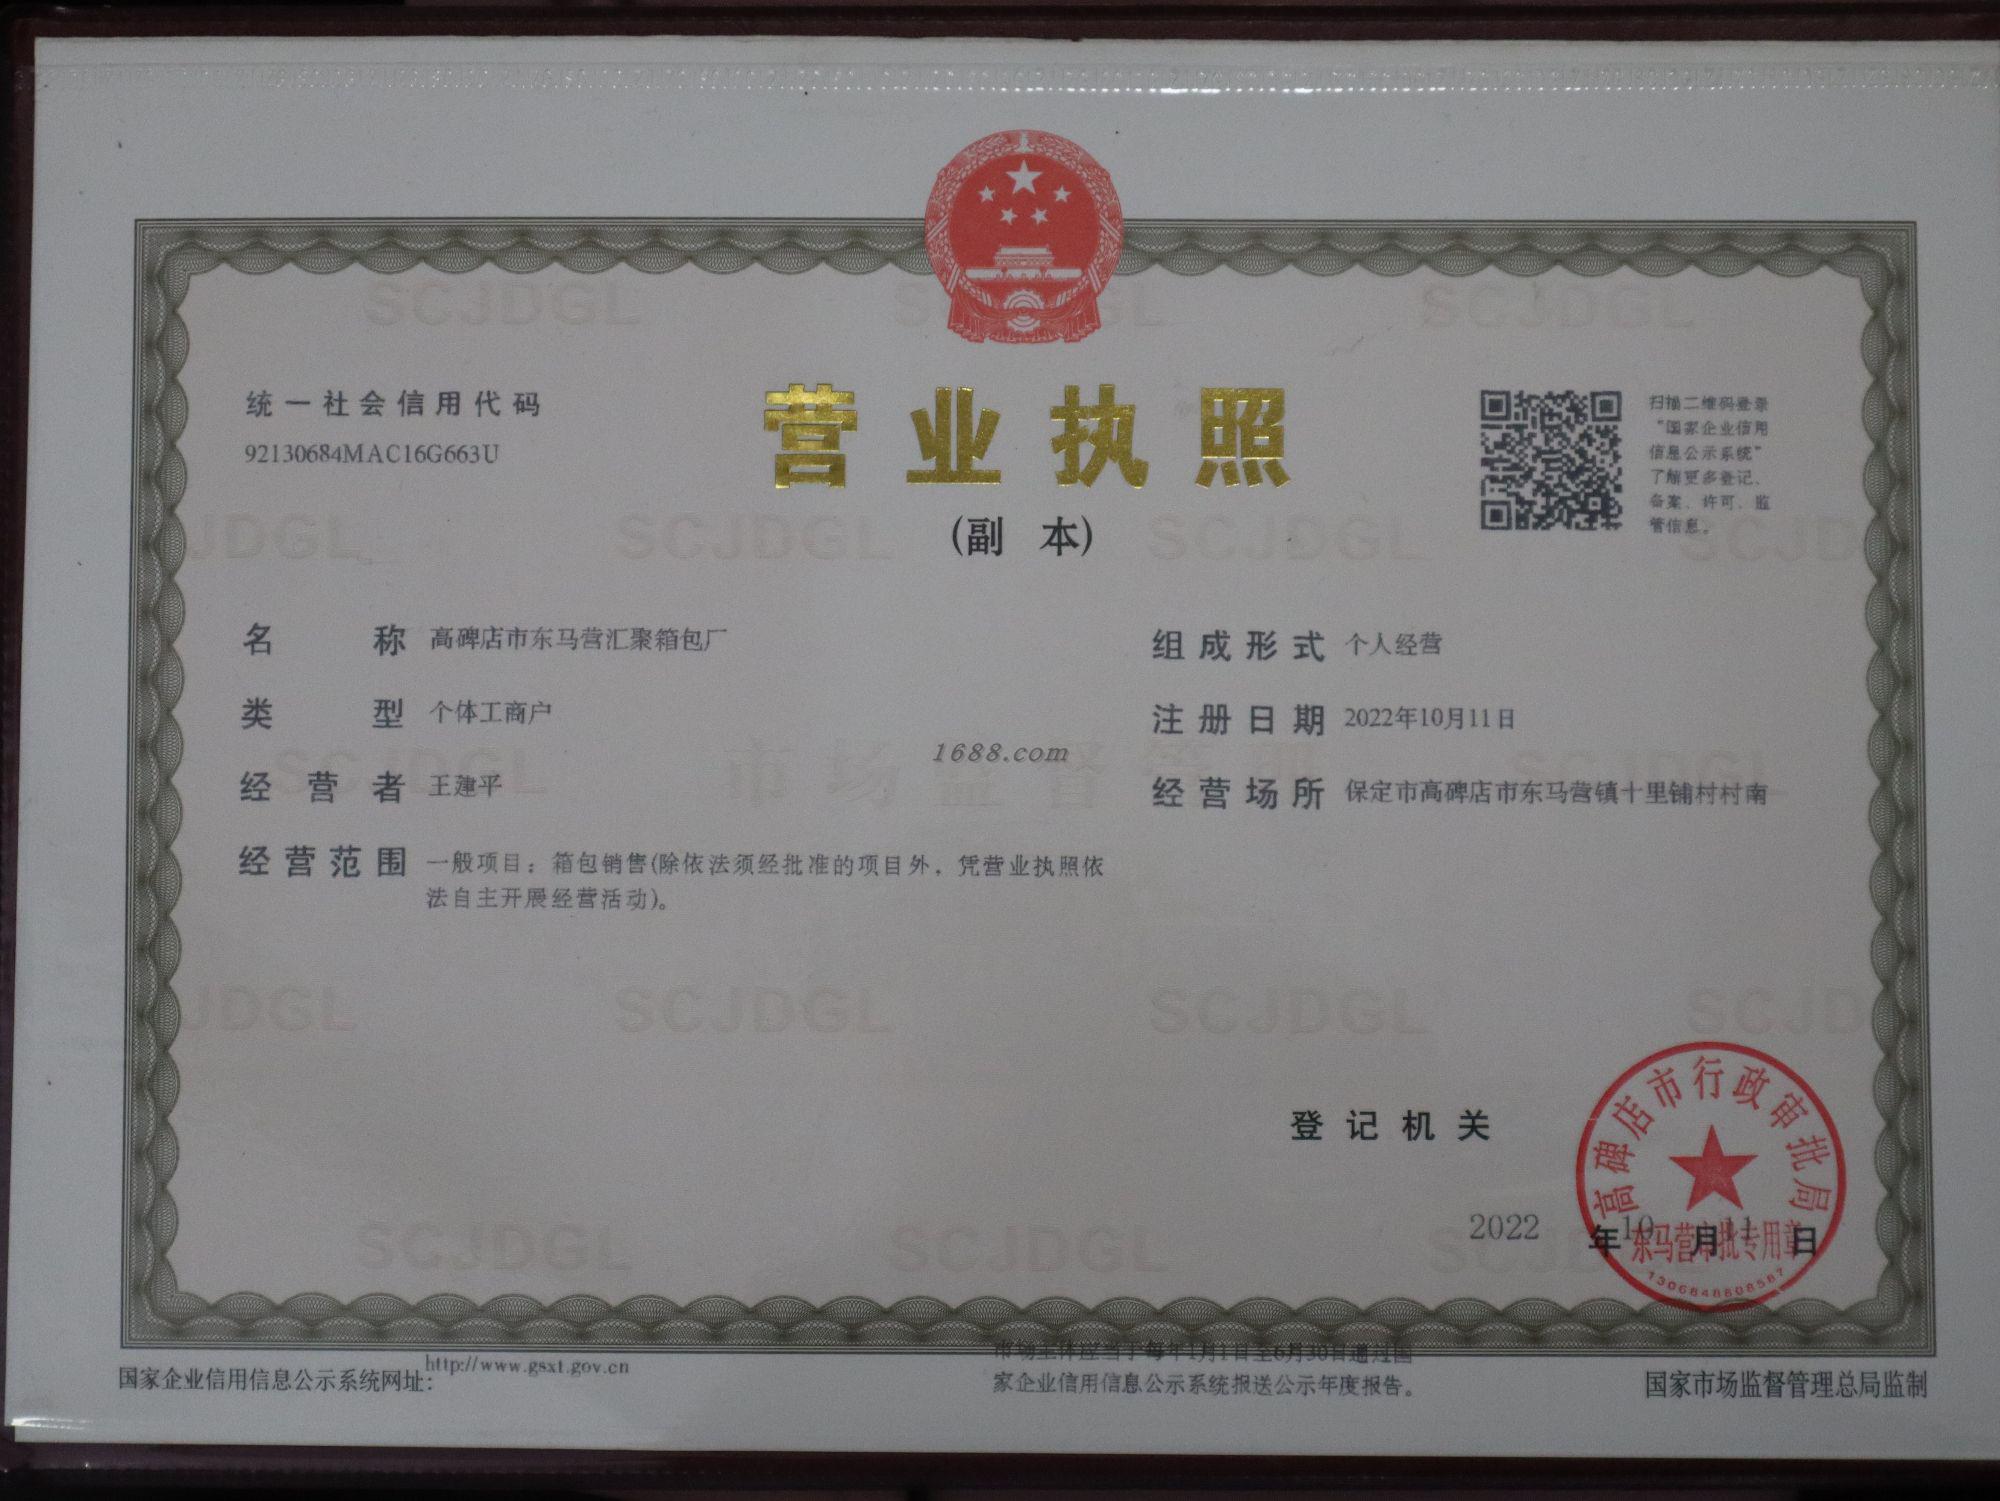 营业执照
(副 本)
统一社会信用代码
92130684MAC16G663U
扫描二维码登录
“国家企业信用
信息公示系统”
了解更多登记、
备案、许可、监
管信息。
名 称 高碑店市东马营汇聚箱包厂
类 型 个体工商户
经营者 王建平
经营范围 一般项目：箱包销售(除依法须经批准的项目外，凭营业执照依
法自主开展经营活动)。
组成形式 个人经营
注册日期 2022年10月11日
经营场所 保定市高碑店市东马营镇十里铺村村南
1688.com
SCJDGL
市场监督管理
登记机关
高碑店市行政审批局
东马营审批专用章
1306848808587
2022 年 10 月 11 日
国家企业信用信息公示系统网址: http://www.gsxt.gov.cn
市场主体应当于每年1月1日至6月30日通过国
家企业信用信息公示系统报送公示年度报告。
国家市场监督管理总局监制